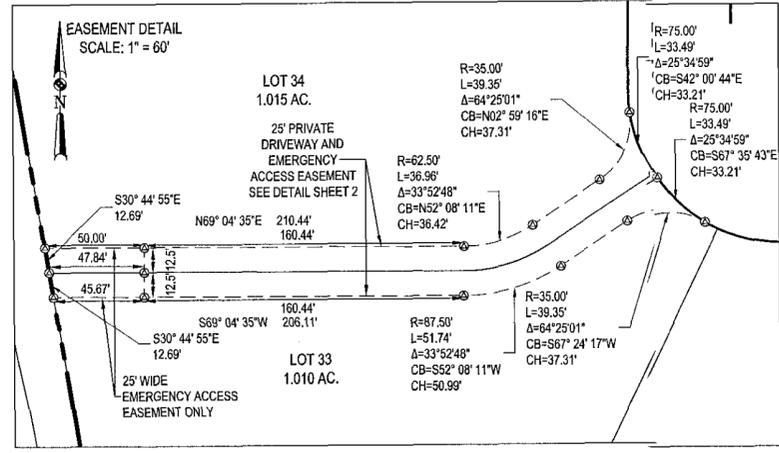 EASEMENT DETAIL
SCALE: 1" = 60'
N
LOT 34
1.015 AC.
25' PRIVATE
DRIVEWAY AND
EMERGENCY
ACCESS EASEMENT
SEE DETAIL SHEET 2
R=35.00'
L=39.35'
Δ=64°25'01"
CB=N02° 59' 16"E
CH=37.31'
R=75.00'
L=33.49'
Δ=25°34'59"
CB=S42° 00' 44"E
CH=33.21'
R=75.00'
L=33.49'
Δ=25°34'59"
CB=S67° 35' 43"E
CH=33.21'
R=62.50'
L=36.96'
Δ=33°52'48"
CB=N52° 08' 11"E
CH=36.42'
S30° 44' 55"E
12.69'
N69° 04' 35"E 210.44'
160.44'
50.00'
47.84'
45.67'
12.5'
12.5'
160.44'
S69° 04' 35"W 206.11'
S30° 44' 55"E
12.69'
LOT 33
1.010 AC.
25' WIDE
EMERGENCY ACCESS
EASEMENT ONLY
R=87.50'
L=51.74'
Δ=33°52'48"
CB=S52° 08' 11"W
CH=50.99'
R=35.00'
L=39.35'
Δ=64°25'01"
CB=S67° 24' 17"W
CH=37.31'